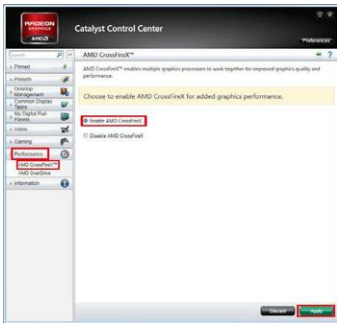 RADEON
GRAPHICS
AMD
Catalyst Control Center
Preferences
Search
AMD CrossFireX™
Pinned
Presets
Desktop
Management
Common Display
Tasks
My Digital Flat-
Panels
Video
Gaming
Performance
AMD CrossFireX™
AMD OverDrive
Information
AMD CrossFireX™ enables multiple graphics processors to work together for improved graphics quality and
performance.
Choose to enable AMD CrossFireX for added graphics performance.
Enable AMD CrossFireX
Disable AMD CrossFireX
Discard
Apply